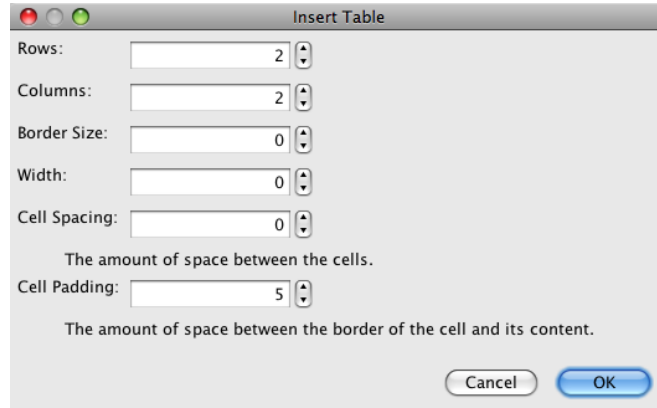 Insert Table
Rows: 2
Columns: 2
Border Size: 0
Width: 0
Cell Spacing: 0
The amount of space between the cells.
Cell Padding: 5
The amount of space between the border of the cell and its content.
Cancel OK